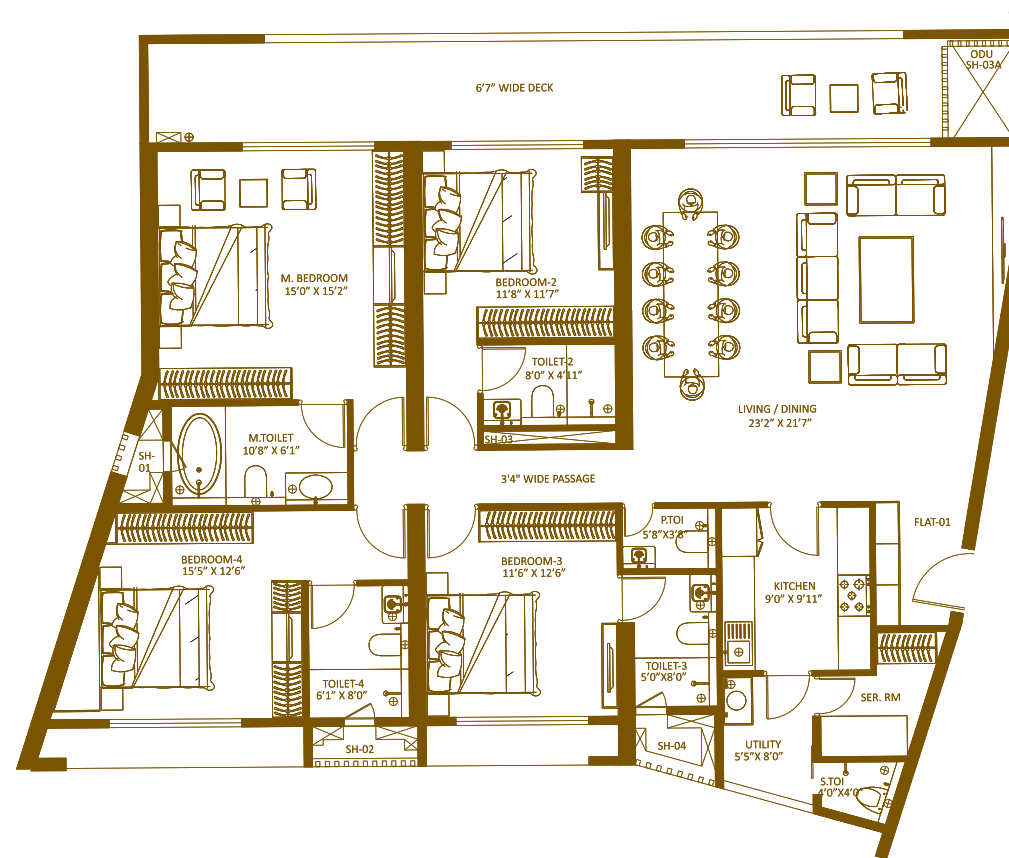 ODU
SH-03A
6'7" WIDE DECK
M. BEDROOM
15'0" X 15'2"
BEDROOM-2
11'8" X 11'7"
TOILET-2
8'0" X 4'11"
LIVING / DINING
23'2" X 21'7"
M.TOILET
10'8" X 6'1"
SH-03
SH-
01
3'4" WIDE PASSAGE
P.TOI
5'8"X3'8"
FLAT-01
BEDROOM-4
15'5" X 12'6"
BEDROOM-3
11'6" X 12'6"
KITCHEN
9'0" X 9'11"
TOILET-4
6'1" X 8'0"
TOILET-3
5'0"X8'0"
SER. RM
SH-02
SH-04
UTILITY
5'5"X 8'0"
S.TOI
4'0"X4'0"